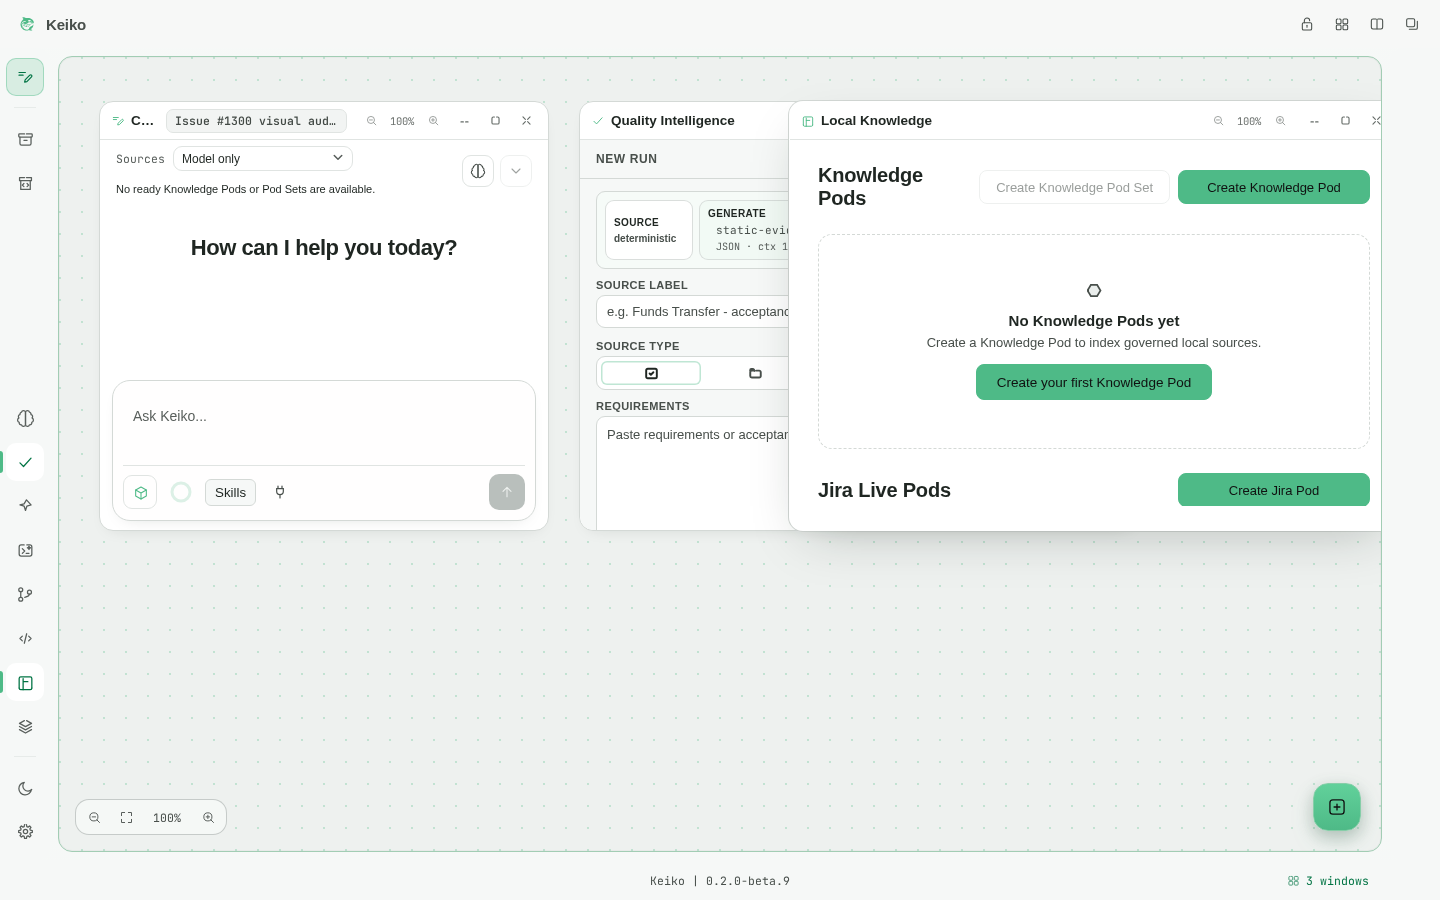 Keiko
C...
Issue #1300 visual aud…
100%
Sources
Model only
No ready Knowledge Pods or Pod Sets are available.
How can I help you today?
Ask Keiko...
Skills
Quality Intelligence
NEW RUN
SOURCE
deterministic
GENERATE
static-evi
JSON · ctx 1
SOURCE LABEL
e.g. Funds Transfer - acceptanc
SOURCE TYPE
REQUIREMENTS
Paste requirements or acceptan
Local Knowledge
100%
Knowledge
Pods
Create Knowledge Pod Set
Create Knowledge Pod
No Knowledge Pods yet
Create a Knowledge Pod to index governed local sources.
Create your first Knowledge Pod
Jira Live Pods
Create Jira Pod
100%
Keiko | 0.2.0-beta.9
3 windows